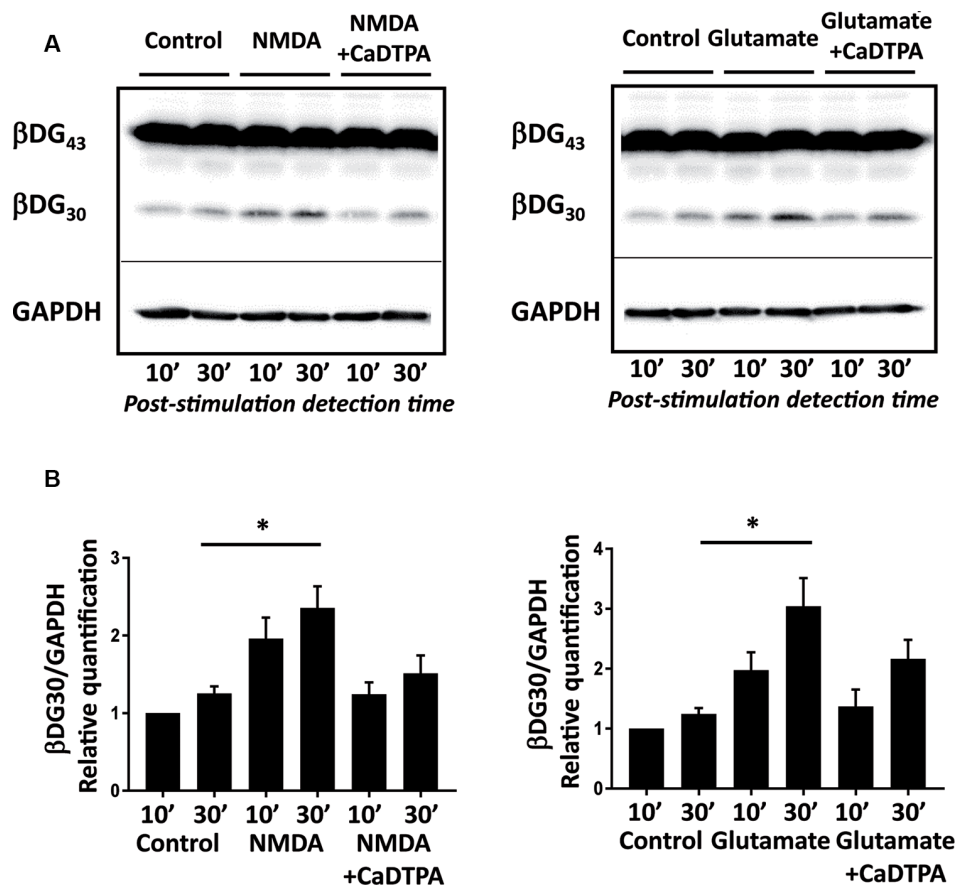 A
Control NMDA NMDA +CaDTPA
βDG43
βDG30
GAPDH
10’ 30’ 10’ 30’ 10’ 30’
Post-stimulation detection time
Control Glutamate Glutamate +CaDTPA
βDG43
βDG30
GAPDH
10’ 30’ 10’ 30’ 10’ 30’
Post-stimulation detection time
B
βDG30/GAPDH
Relative quantification
3
2
1
0
*
10’ 30’ 10’ 30’ 10’ 30’
Control NMDA NMDA
+CaDTPA
βDG30/GAPDH
Relative quantification
4
3
2
1
0
*
10’ 30’ 10’ 30’ 10’ 30’
Control Glutamate Glutamate
+CaDTPA